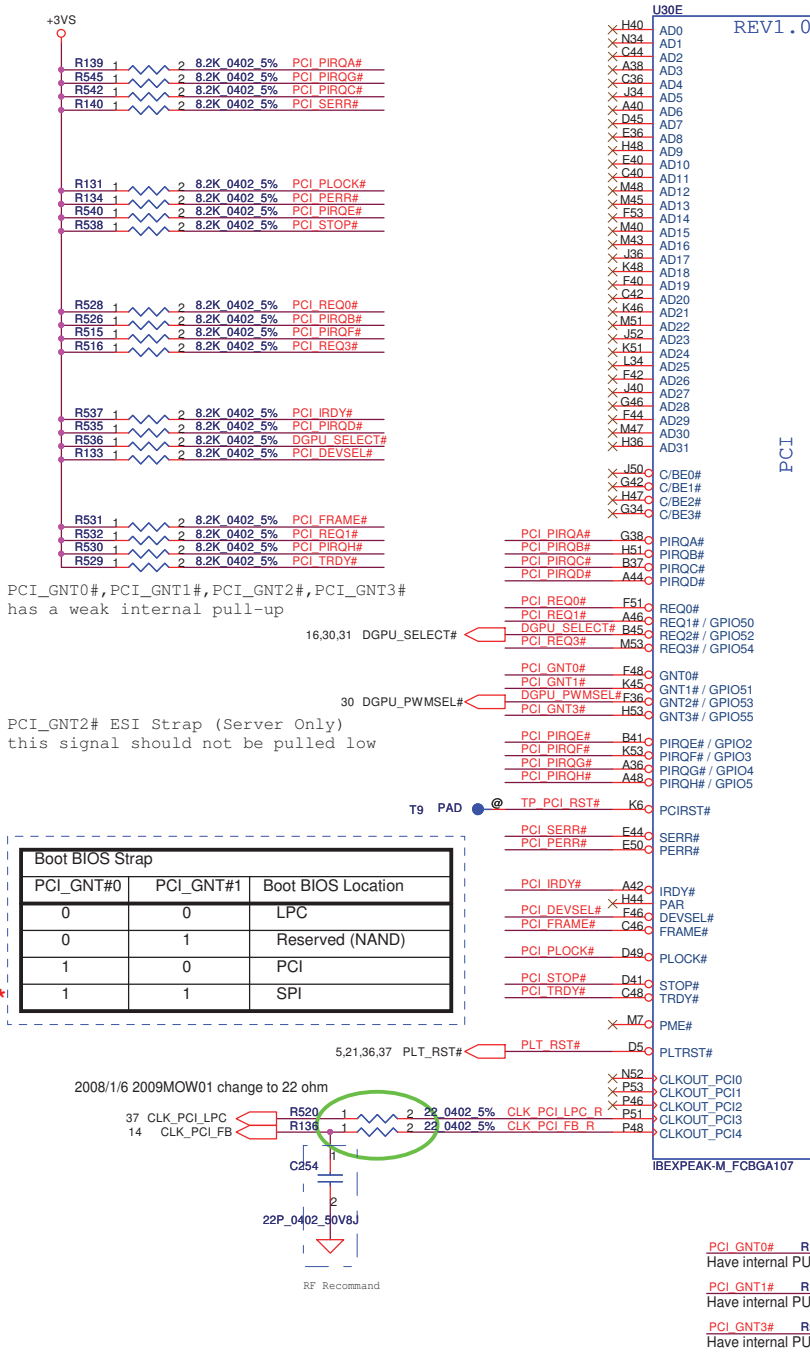 +3VS
R139 1 2 8.2K_0402_5% PCI_PIRQA#
R545 1 2 8.2K_0402_5% PCI_PIRQG#
R542 1 2 8.2K_0402_5% PCI_PIRQC#
R140 1 2 8.2K_0402_5% PCI_SERR#
R131 1 2 8.2K_0402_5% PCI_PLOCK#
R134 1 2 8.2K_0402_5% PCI_PERR#
R540 1 2 8.2K_0402_5% PCI_PIRQE#
R538 1 2 8.2K_0402_5% PCI_STOP#
R528 1 2 8.2K_0402_5% PCI_REQ0#
R526 1 2 8.2K_0402_5% PCI_PIRQB#
R515 1 2 8.2K_0402_5% PCI_PIRQF#
R516 1 2 8.2K_0402_5% PCI_REQ3#
R537 1 2 8.2K_0402_5% PCI_IRDY#
R535 1 2 8.2K_0402_5% PCI_PIRQD#
R536 1 2 8.2K_0402_5% DGPU_SELECT#
R133 1 2 8.2K_0402_5% PCI_DEVSEL#
R531 1 2 8.2K_0402_5% PCI_FRAME#
R532 1 2 8.2K_0402_5% PCI_REQ1#
R530 1 2 8.2K_0402_5% PCI_PIRQH#
R529 1 2 8.2K_0402_5% PCI_TRDY#
PCI_GNT0#,PCI_GNT1#,PCI_GNT2#,PCI_GNT3#
has a weak internal pull-up
PCI_GNT2# ESI Strap (Server Only)
this signal should not be pulled low
Boot BIOS Strap
PCI_GNT#0 PCI_GNT#1 Boot BIOS Location
0 0 LPC
0 1 Reserved (NAND)
1 0 PCI
* 1 1 SPI
U30E
REV1.0
PCI
H40 AD0
N34 AD1
C44 AD2
A38 AD3
C36 AD4
J34 AD5
A40 AD6
D45 AD7
E36 AD8
H48 AD9
E40 AD10
C40 AD11
M48 AD12
M45 AD13
F53 AD14
M40 AD15
M43 AD16
J36 AD17
K48 AD18
F40 AD19
C42 AD20
K46 AD21
M51 AD22
J52 AD23
K51 AD24
L34 AD25
F42 AD26
J40 AD27
G46 AD28
F44 AD29
M47 AD30
H36 AD31
J50 C/BE0#
G42 C/BE1#
H47 C/BE2#
G34 C/BE3#
PCI_PIRQA# G38 PIRQA#
PCI_PIRQB# H51 PIRQB#
PCI_PIRQC# B37 PIRQC#
PCI_PIRQD# A44 PIRQD#
PCI_REQ0# F51 REQ0#
PCI_REQ1# A46 REQ1# / GPIO50
16,30,31 DGPU_SELECT# DGPU_SELECT# B45 REQ2# / GPIO52
PCI_REQ3# M53 REQ3# / GPIO54
PCI_GNT0# F48 GNT0#
PCI_GNT1# K45 GNT1# / GPIO51
30 DGPU_PWMSEL# DGPU_PWMSEL# F36 GNT2# / GPIO53
PCI_GNT3# H53 GNT3# / GPIO55
PCI_PIRQE# B41 PIRQE# / GPIO2
PCI_PIRQF# K53 PIRQF# / GPIO3
PCI_PIRQG# A36 PIRQG# / GPIO4
PCI_PIRQH# A48 PIRQH# / GPIO5
T9 PAD @ TP_PCI_RST# K6 PCIRST#
PCI_SERR# E44 SERR#
PCI_PERR# E50 PERR#
PCI_IRDY# A42 IRDY#
H44 PAR
PCI_DEVSEL# F46 DEVSEL#
PCI_FRAME# C46 FRAME#
PCI_PLOCK# D49 PLOCK#
PCI_STOP# D41 STOP#
PCI_TRDY# C48 TRDY#
M7 PME#
5,21,36,37 PLT_RST# PLT_RST# D5 PLTRST#
N52 CLKOUT_PCI0
P53 CLKOUT_PCI1
P46 CLKOUT_PCI2
2008/1/6 2009MOW01 change to 22 ohm
37 CLK_PCI_LPC R520 1 2 22_0402_5% CLK_PCI_LPC_R P51 CLKOUT_PCI3
14 CLK_PCI_FB R136 1 2 22_0402_5% CLK_PCI_FB_R P48 CLKOUT_PCI4
IBEXPEAK-M_FCBGA107
C254 1
2
22P_0402_50V8J
RF Recommand
PCI_GNT0# R
Have internal PU
PCI_GNT1# R
Have internal PU
PCI_GNT3# R
Have internal PU